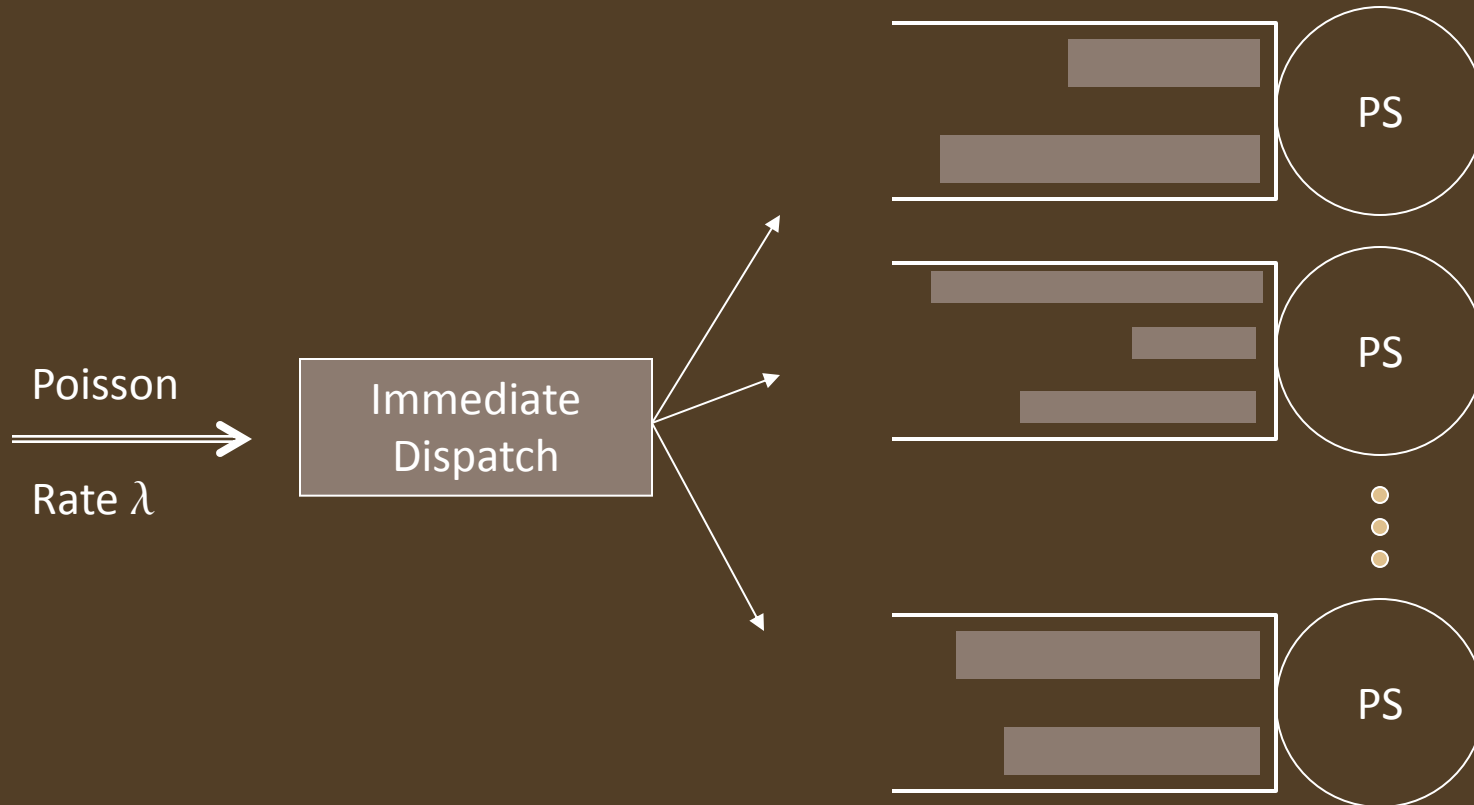 Poisson
Rate λ
Immediate
Dispatch
PS
PS
PS